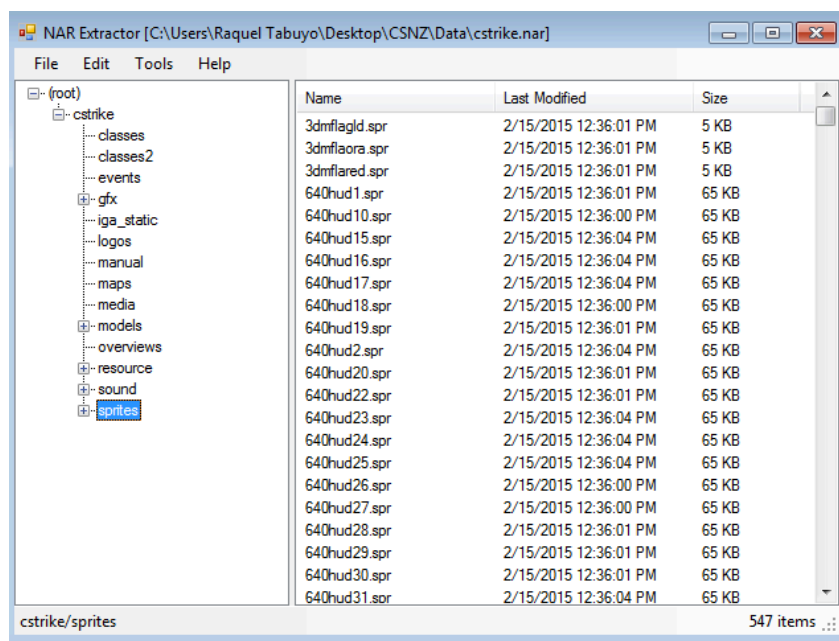 NAR Extractor [C:\Users\Raquel Tabuyo\Desktop\CSNZ\Data\cstrike.nar]
File Edit Tools Help
(root)
cstrike
classes
classes2
events
gfx
iga_static
logos
manual
maps
media
models
overviews
resource
sound
sprites
Name Last Modified Size
3dmflagld.spr 2/15/2015 12:36:01 PM 5 KB
3dmflaora.spr 2/15/2015 12:36:01 PM 5 KB
3dmflared.spr 2/15/2015 12:36:01 PM 5 KB
640hud1.spr 2/15/2015 12:36:01 PM 65 KB
640hud10.spr 2/15/2015 12:36:00 PM 65 KB
640hud15.spr 2/15/2015 12:36:04 PM 65 KB
640hud16.spr 2/15/2015 12:36:04 PM 65 KB
640hud17.spr 2/15/2015 12:36:04 PM 65 KB
640hud18.spr 2/15/2015 12:36:00 PM 65 KB
640hud19.spr 2/15/2015 12:36:01 PM 65 KB
640hud2.spr 2/15/2015 12:36:04 PM 65 KB
640hud20.spr 2/15/2015 12:36:01 PM 65 KB
640hud22.spr 2/15/2015 12:36:01 PM 65 KB
640hud23.spr 2/15/2015 12:36:04 PM 65 KB
640hud24.spr 2/15/2015 12:36:04 PM 65 KB
640hud25.spr 2/15/2015 12:36:04 PM 65 KB
640hud26.spr 2/15/2015 12:36:00 PM 65 KB
640hud27.spr 2/15/2015 12:36:00 PM 65 KB
640hud28.spr 2/15/2015 12:36:01 PM 65 KB
640hud29.spr 2/15/2015 12:36:01 PM 65 KB
640hud30.spr 2/15/2015 12:36:01 PM 65 KB
640hud31.spr 2/15/2015 12:36:04 PM 65 KB
cstrike/sprites 547 items